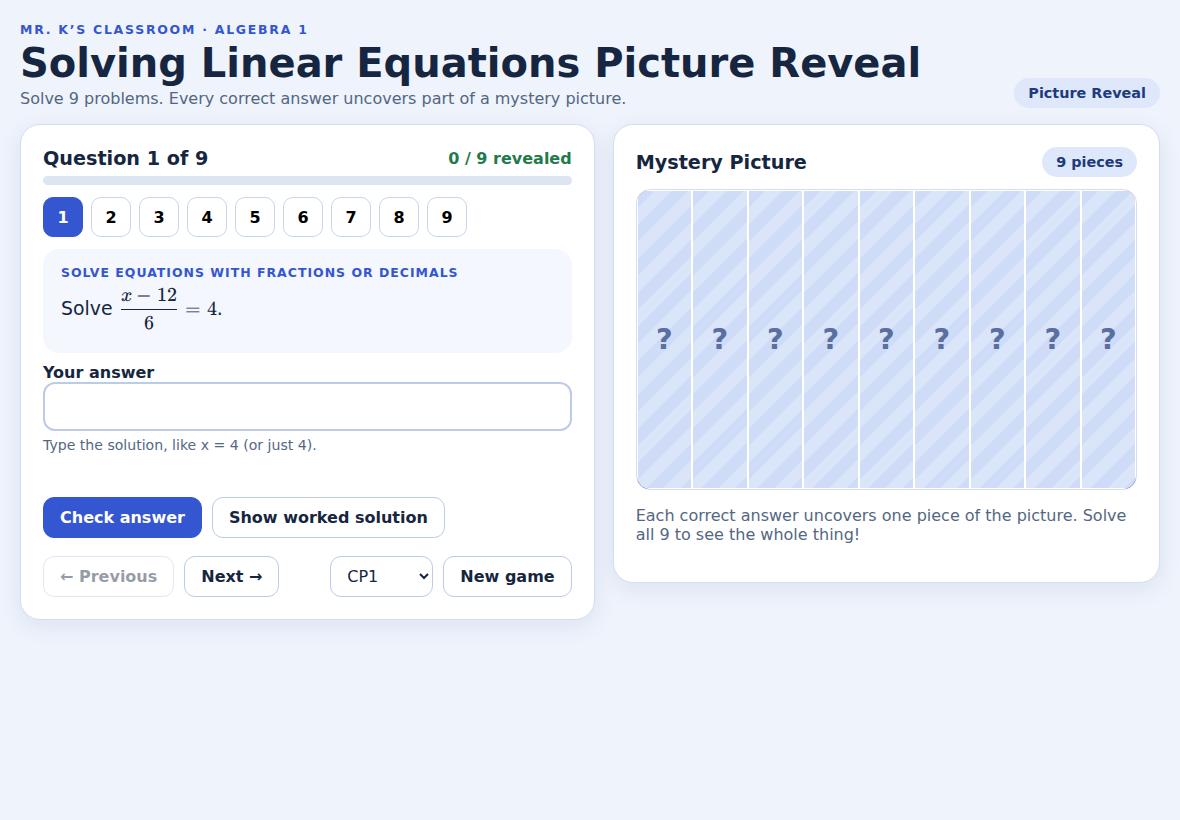 MR. K'S CLASSROOM · ALGEBRA 1
Solving Linear Equations Picture Reveal
Solve 9 problems. Every correct answer uncovers part of a mystery picture.
Picture Reveal
Question 1 of 9
0 / 9 revealed
1 2 3 4 5 6 7 8 9
SOLVE EQUATIONS WITH FRACTIONS OR DECIMALS
Solve (x − 12)/6 = 4.
Your answer
Type the solution, like x = 4 (or just 4).
Check answer
Show worked solution
← Previous
Next →
CP1
New game
Mystery Picture
9 pieces
? ? ? ? ? ? ? ? ?
Each correct answer uncovers one piece of the picture. Solve
all 9 to see the whole thing!